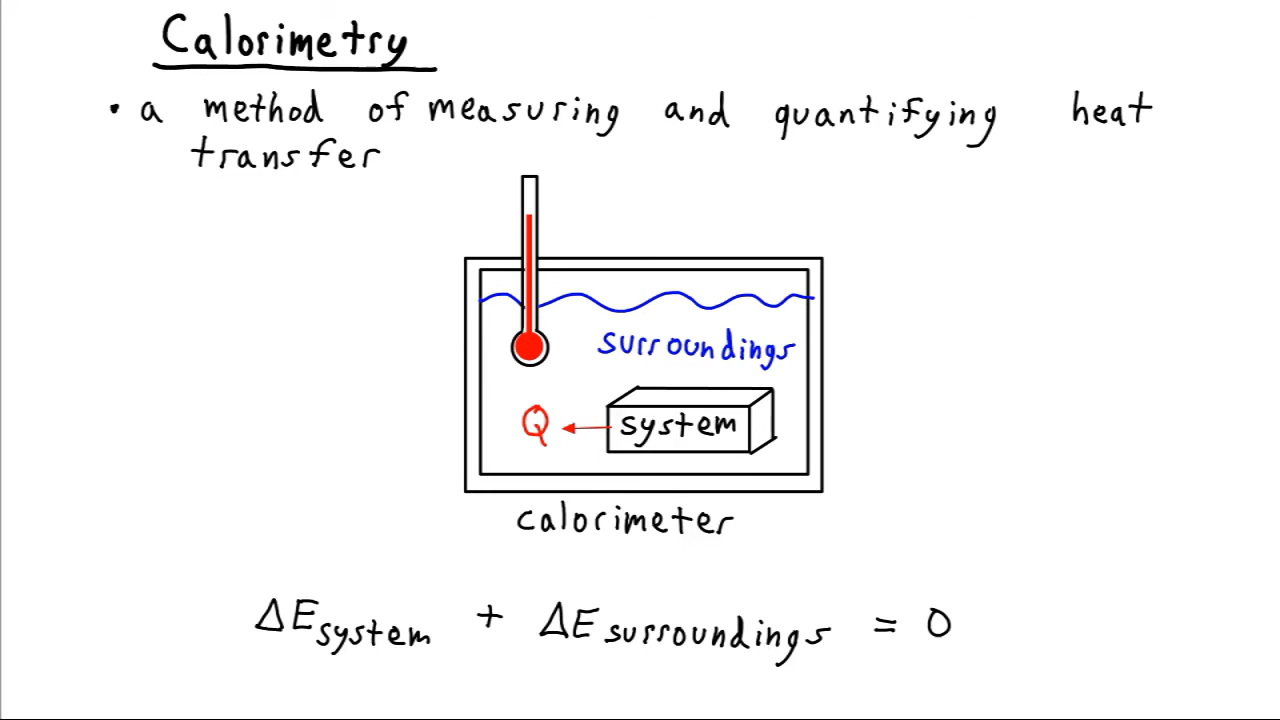 Calorimetry
• a method of measuring and quantifying heat
transfer
surroundings
Q
system
calorimeter
ΔEsystem + ΔEsurroundings = 0